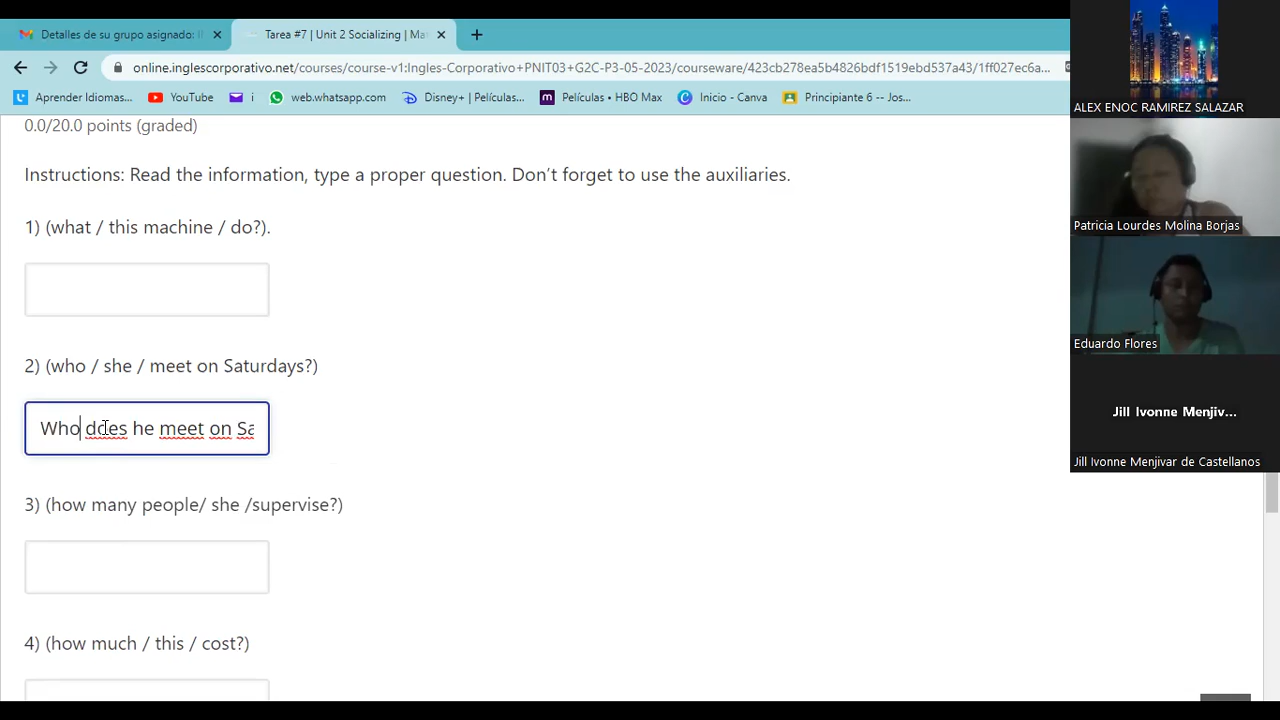 Detalles de su grupo asignado: II
Tarea #7 | Unit 2 Socializing | Ma
online.inglescorporativo.net/courses/course-v1:Ingles-Corporativo+PNIT03+G2C-P3-05-2023/courseware/423cb278ea5b4826bdf1519ebd537a43/1ff027ec6a...
Aprender Idiomas...
YouTube
i
web.whatsapp.com
Disney+ | Películas...
Películas • HBO Max
Inicio - Canva
Principiante 6 -- Jos...
0.0/20.0 points (graded)
Instructions: Read the information, type a proper question. Don’t forget to use the auxiliaries.
1) (what / this machine / do?).
2) (who / she / meet on Saturdays?)
Who does he meet on Sa
3) (how many people/ she /supervise?)
4) (how much / this / cost?)
ALEX ENOC RAMIREZ SALAZAR
Patricia Lourdes Molina Borjas
Eduardo Flores
Jill Ivonne Menjiv...
Jill Ivonne Menjivar de Castellanos